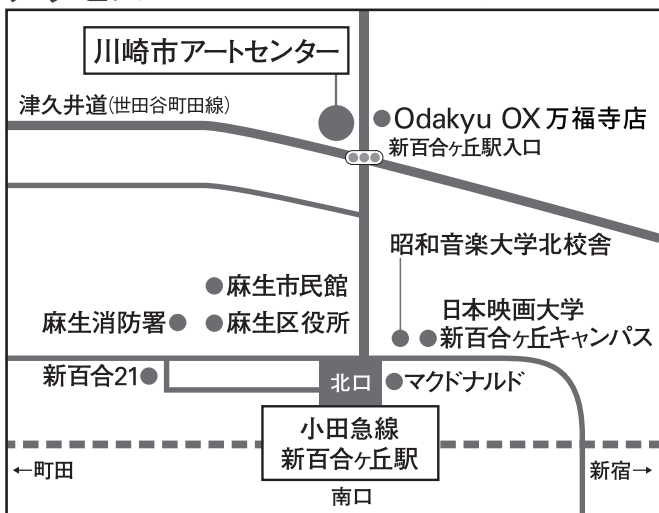 川崎市アートセンター
津久井道(世田谷町田線)
Odakyu OX 万福寺店
新百合ヶ丘駅入口
昭和音楽大学北校舎
麻生市民館
麻生消防署
麻生区役所
日本映画大学
新百合ヶ丘キャンパス
新百合21
北口
マクドナルド
小田急線
新百合ヶ丘駅
←町田
新宿→
南口